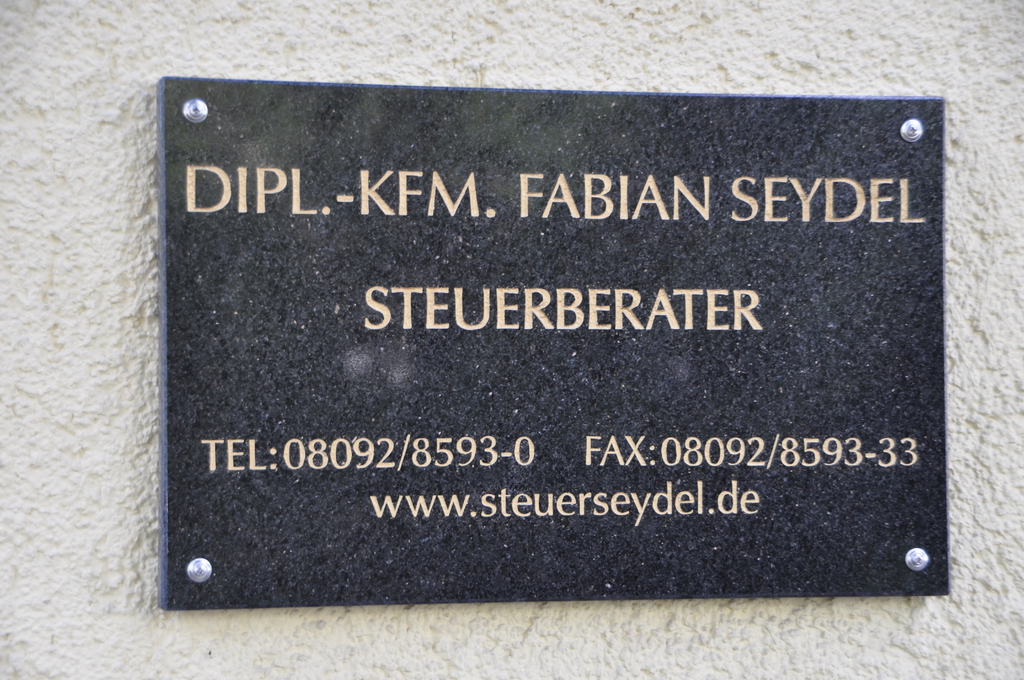 DIPL.-KFM. FABIAN SEYDEL
STEUERBERATER
TEL: 08092/8593-0 FAX: 08092/8593-33
www.steuerseydel.de